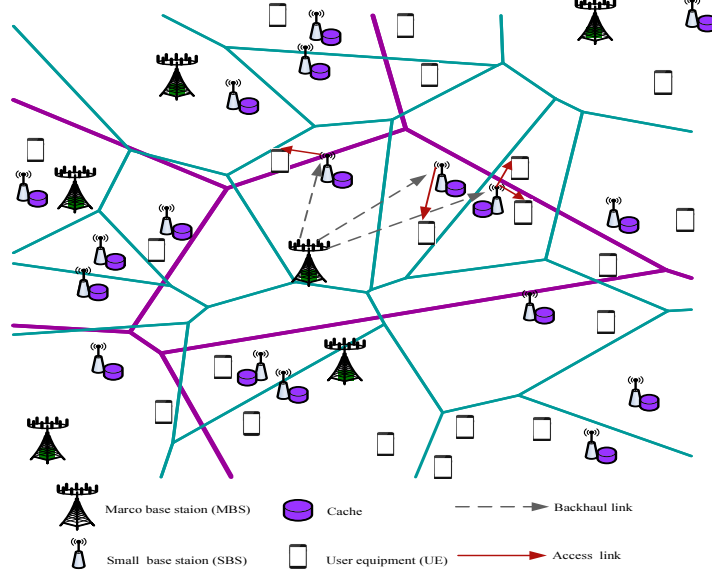 Marco base staion (MBS)
Cache
Backhaul link
Small base staion (SBS)
User equipment (UE)
Access link